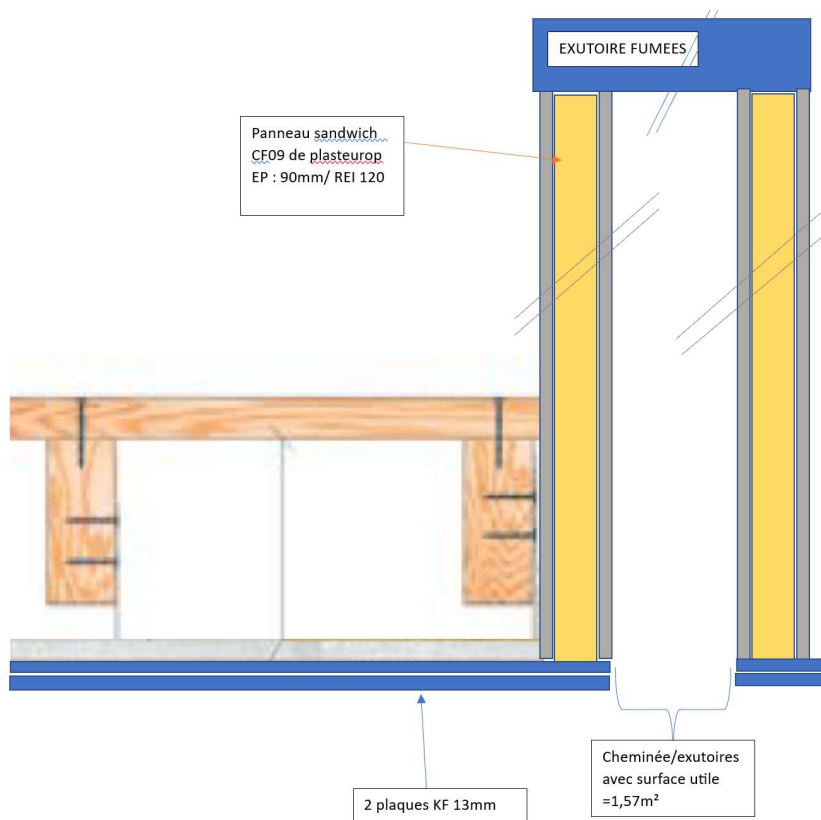 EXUTOIRE FUMEES
Panneau sandwich
CF09 de plasteurop
EP : 90mm/ REI 120
Cheminée/exutoires
avec surface utile
=1,57m²
2 plaques KF 13mm